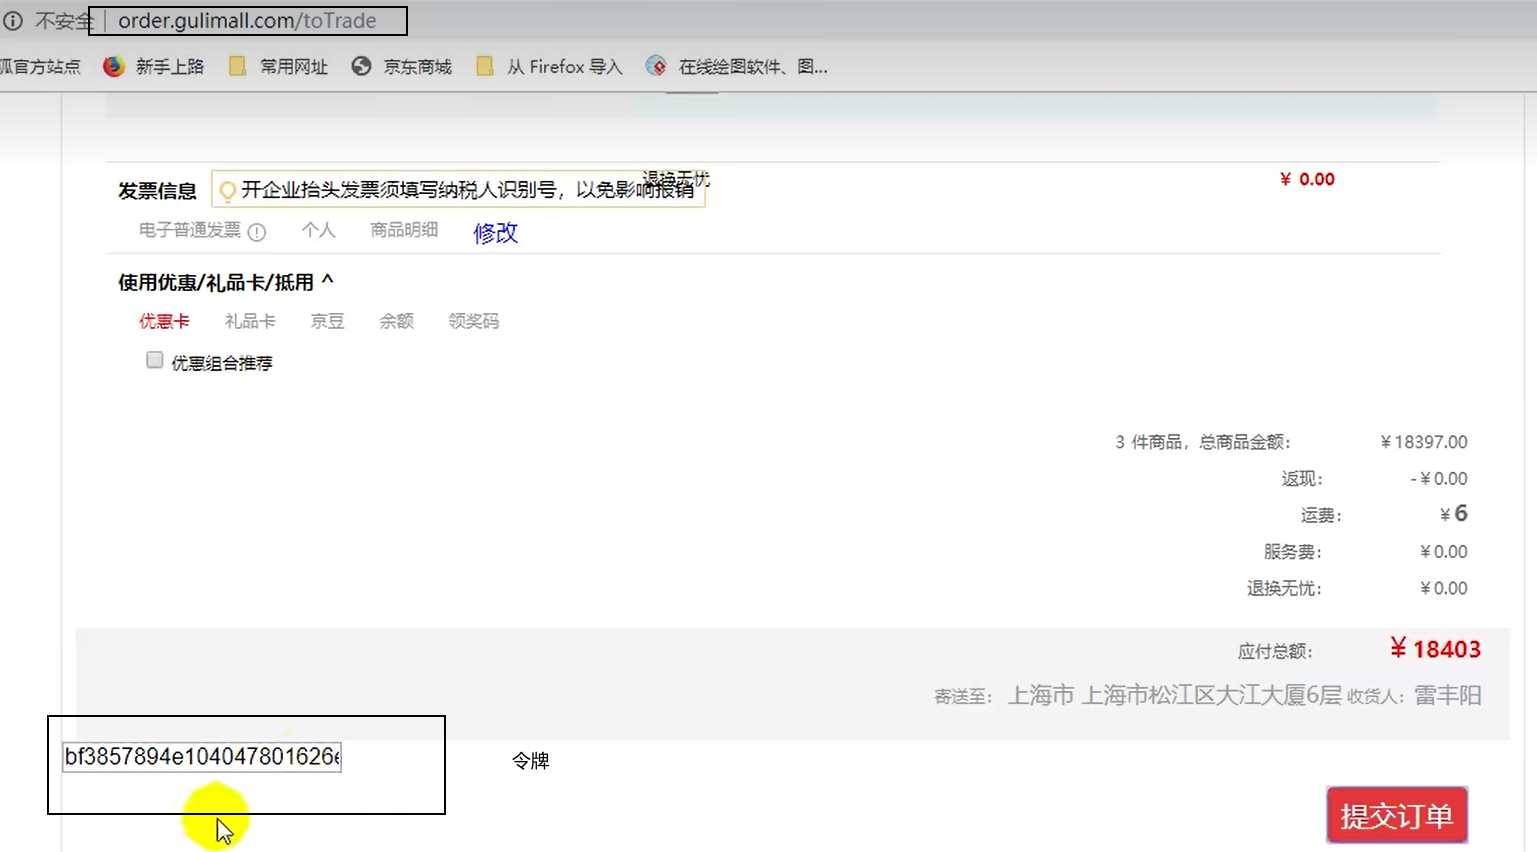 不安全 order.gulimall.com/toTrade
狐官方站点 新手上路 常用网址 京东商城 从 Firefox 导入 在线绘图软件、图...
发票信息 开企业抬头发票须填写纳税人识别号，以免影响报销 退换无忧 ¥ 0.00
电子普通发票 个人 商品明细 修改
使用优惠/礼品卡/抵用 ^
优惠卡 礼品卡 京豆 余额 领奖码
优惠组合推荐
3 件商品，总商品金额： ¥18397.00
返现： -¥0.00
运费： ¥6
服务费： ¥0.00
退换无忧： ¥0.00
应付总额： ¥18403
寄送至： 上海市 上海市松江区大江大厦6层 收货人：雷丰阳
bf3857894e104047801626e
令牌
提交订单